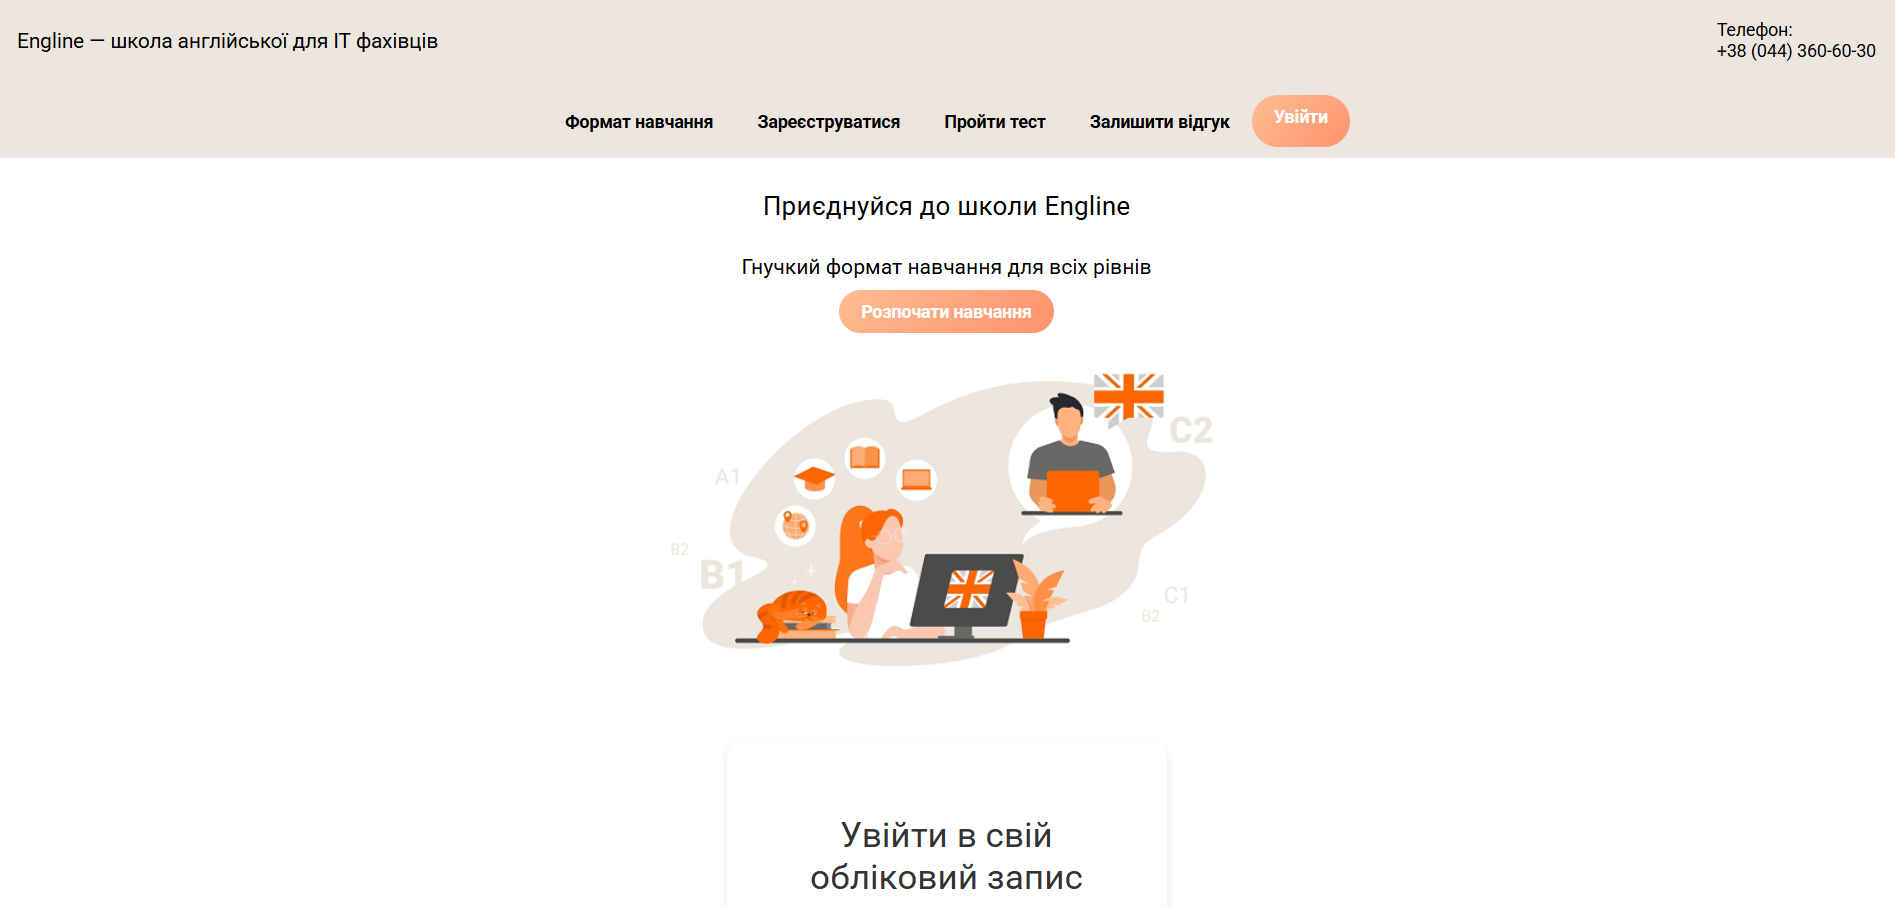 Engline — школа англійської для IT фахівців
Телефон:
+38 (044) 360-60-30
Формат навчання Зареєструватися Пройти тест Залишити відгук Увійти
Приєднуйся до школи Engline
Гнучкий формат навчання для всіх рівнів
Розпочати навчання
C2
A1
B2
B1
C1
B2
Увійти в свій
обліковий запис